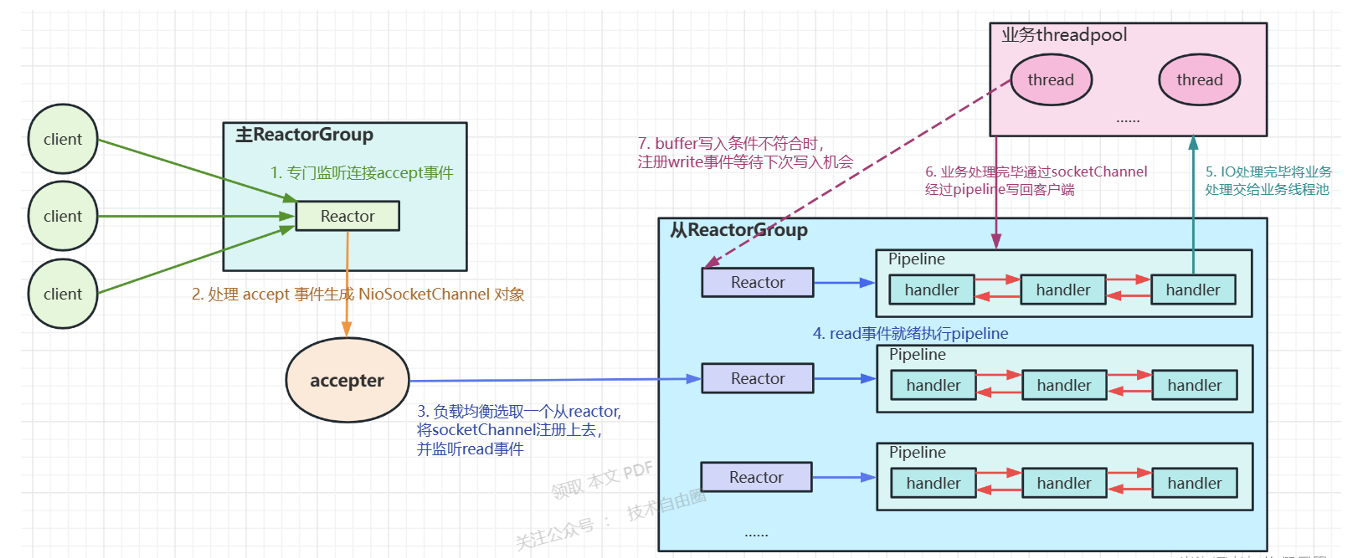 业务threadpool
thread
thread
......
client
client
client
主ReactorGroup
1. 专门监听连接accept事件
Reactor
2. 处理 accept 事件生成 NioSocketChannel 对象
accepter
3. 负载均衡选取一个从reactor,
将socketChannel注册上去，
并监听read事件
7. buffer写入条件不符合时，
注册write事件等待下次写入机会
6. 业务处理完毕通过socketChannel
经过pipeline写回客户端
5. IO处理完毕将业务
处理交给业务线程池
从ReactorGroup
Reactor
Pipeline
handler
handler
handler
4. read事件就绪执行pipeline
Reactor
Pipeline
handler
handler
handler
Reactor
Pipeline
handler
handler
handler
......
领取 本文 PDF
关注公众号 ： 技术自由圈